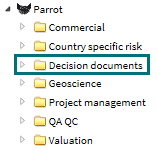 Parrot
Commercial
Country specific risk
Decision documents
Geoscience
Project management
QA QC
Valuation